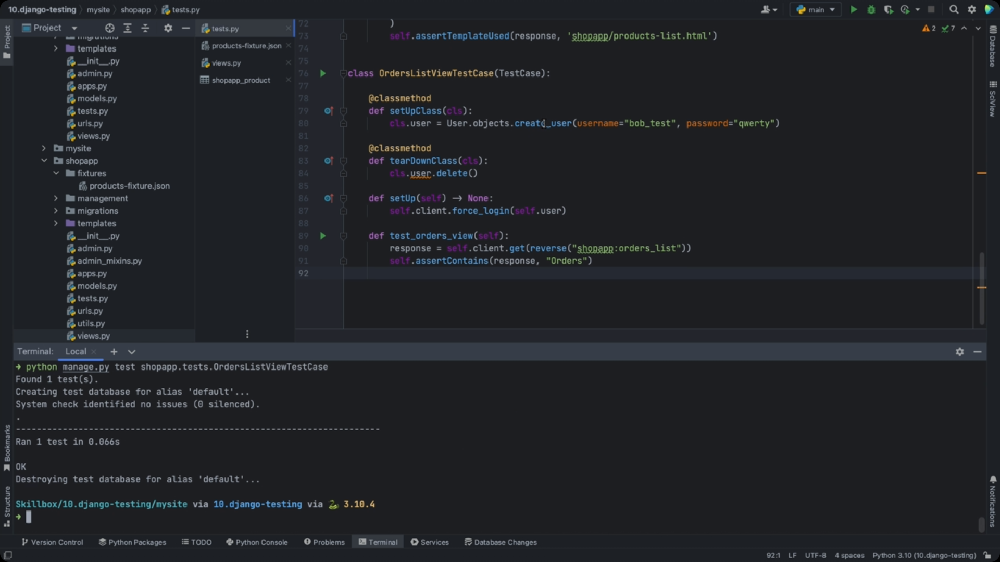 10.django-testing mysite shopapp tests.py
main
Project
migrations
templates
__init__.py
admin.py
apps.py
models.py
tests.py
urls.py
views.py
mysite
shopapp
fixtures
products-fixture.json
management
migrations
templates
__init__.py
admin.py
admin_mixins.py
apps.py
models.py
tests.py
urls.py
utils.py
views.py
tests.py
products-fixture.json
views.py
shopapp_product
2 7
72 )
73 self.assertTemplateUsed(response, 'shopapp/products-list.html')
74
75
76 class OrdersListViewTestCase(TestCase):
77
78 @classmethod
79 def setUpClass(cls):
80 cls.user = User.objects.create_user(username="bob_test", password="qwerty")
81
82 @classmethod
83 def tearDownClass(cls):
84 cls.user.delete()
85
86 def setUp(self) → None:
87 self.client.force_login(self.user)
88
89 def test_orders_view(self):
90 response = self.client.get(reverse("shopapp:orders_list"))
91 self.assertContains(response, "Orders")
92
Project
Bookmarks
Structure
Database
SciView
Notifications
Terminal: Local
→ python manage.py test shopapp.tests.OrdersListViewTestCase
Found 1 test(s).
Creating test database for alias 'default'...
System check identified no issues (0 silenced).
.
----------------------------------------------------------------------
Ran 1 test in 0.066s
OK
Destroying test database for alias 'default'...
Skillbox/10.django-testing/mysite via 10.django-testing via 🐍 3.10.4
→
Version Control Python Packages TODO Python Console Problems Terminal Services Database Changes
92:1 LF UTF-8 4 spaces Python 3.10 (10.django-testing)